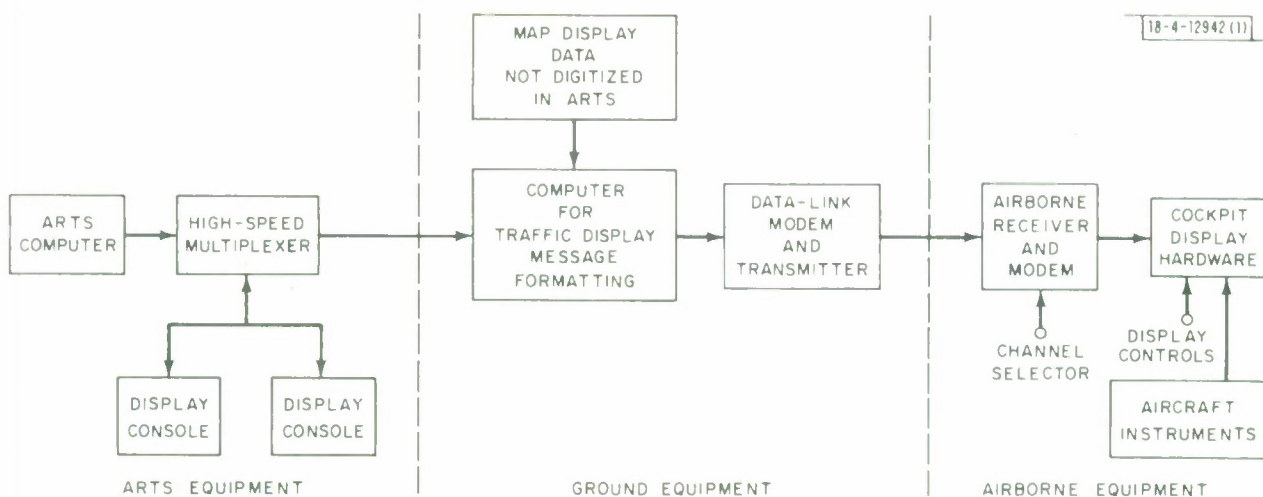 18-4-12942(1)
MAP DISPLAY
DATA
NOT DIGITIZED
IN ARTS
ARTS
COMPUTER
HIGH-SPEED
MULTIPLEXER
COMPUTER
FOR
TRAFFIC DISPLAY
MESSAGE
FORMATTING
DATA-LINK
MODEM
AND
TRANSMITTER
AIRBORNE
RECEIVER
AND
MODEM
COCKPIT
DISPLAY
HARDWARE
CHANNEL
SELECTOR
DISPLAY
CONTROLS
DISPLAY
CONSOLE
DISPLAY
CONSOLE
AIRCRAFT
INSTRUMENTS
ARTS EQUIPMENT
GROUND EQUIPMENT
AIRBORNE EQUIPMENT